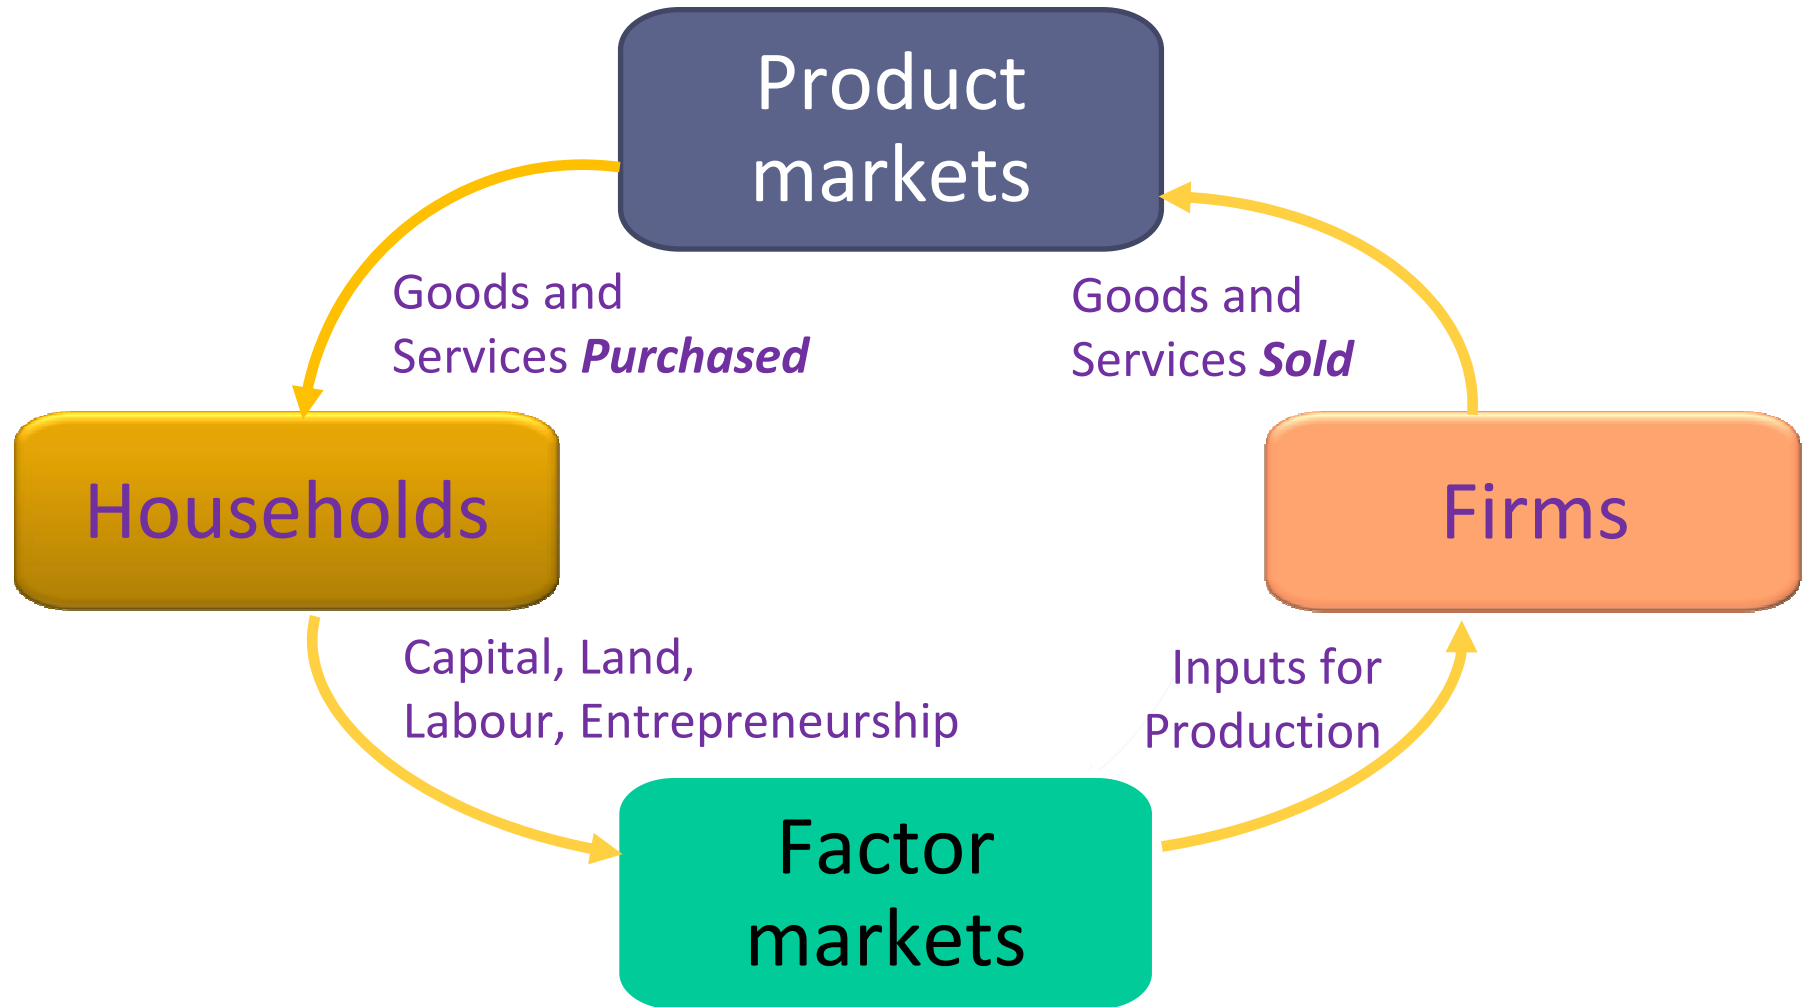 Product
markets
Goods and
Services Purchased
Goods and
Services Sold
Households
Firms
Capital, Land,
Labour, Entrepreneurship
Inputs for
Production
Factor
markets